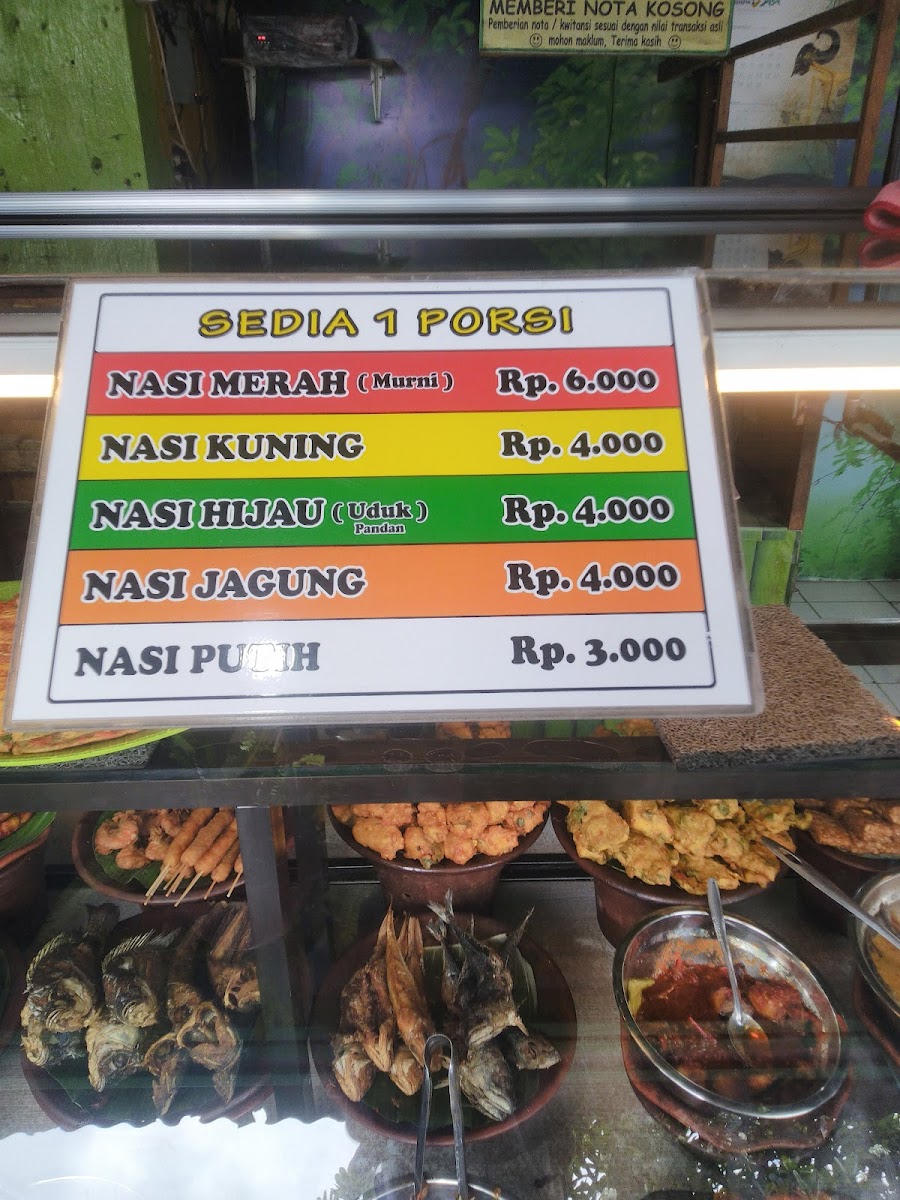 MEMBERI NOTA KOSONG
Pemberian nota / kwitansi sesuai dengan nilai transaksi asli
mohon maklum, Terima kasih
SEDIA 1 PORSI
NASI MERAH ( Murni ) Rp. 6.000
NASI KUNING Rp. 4.000
NASI HIJAU ( Uduk ) Rp. 4.000
Pandan
NASI JAGUNG Rp. 4.000
NASI PUTIH Rp. 3.000